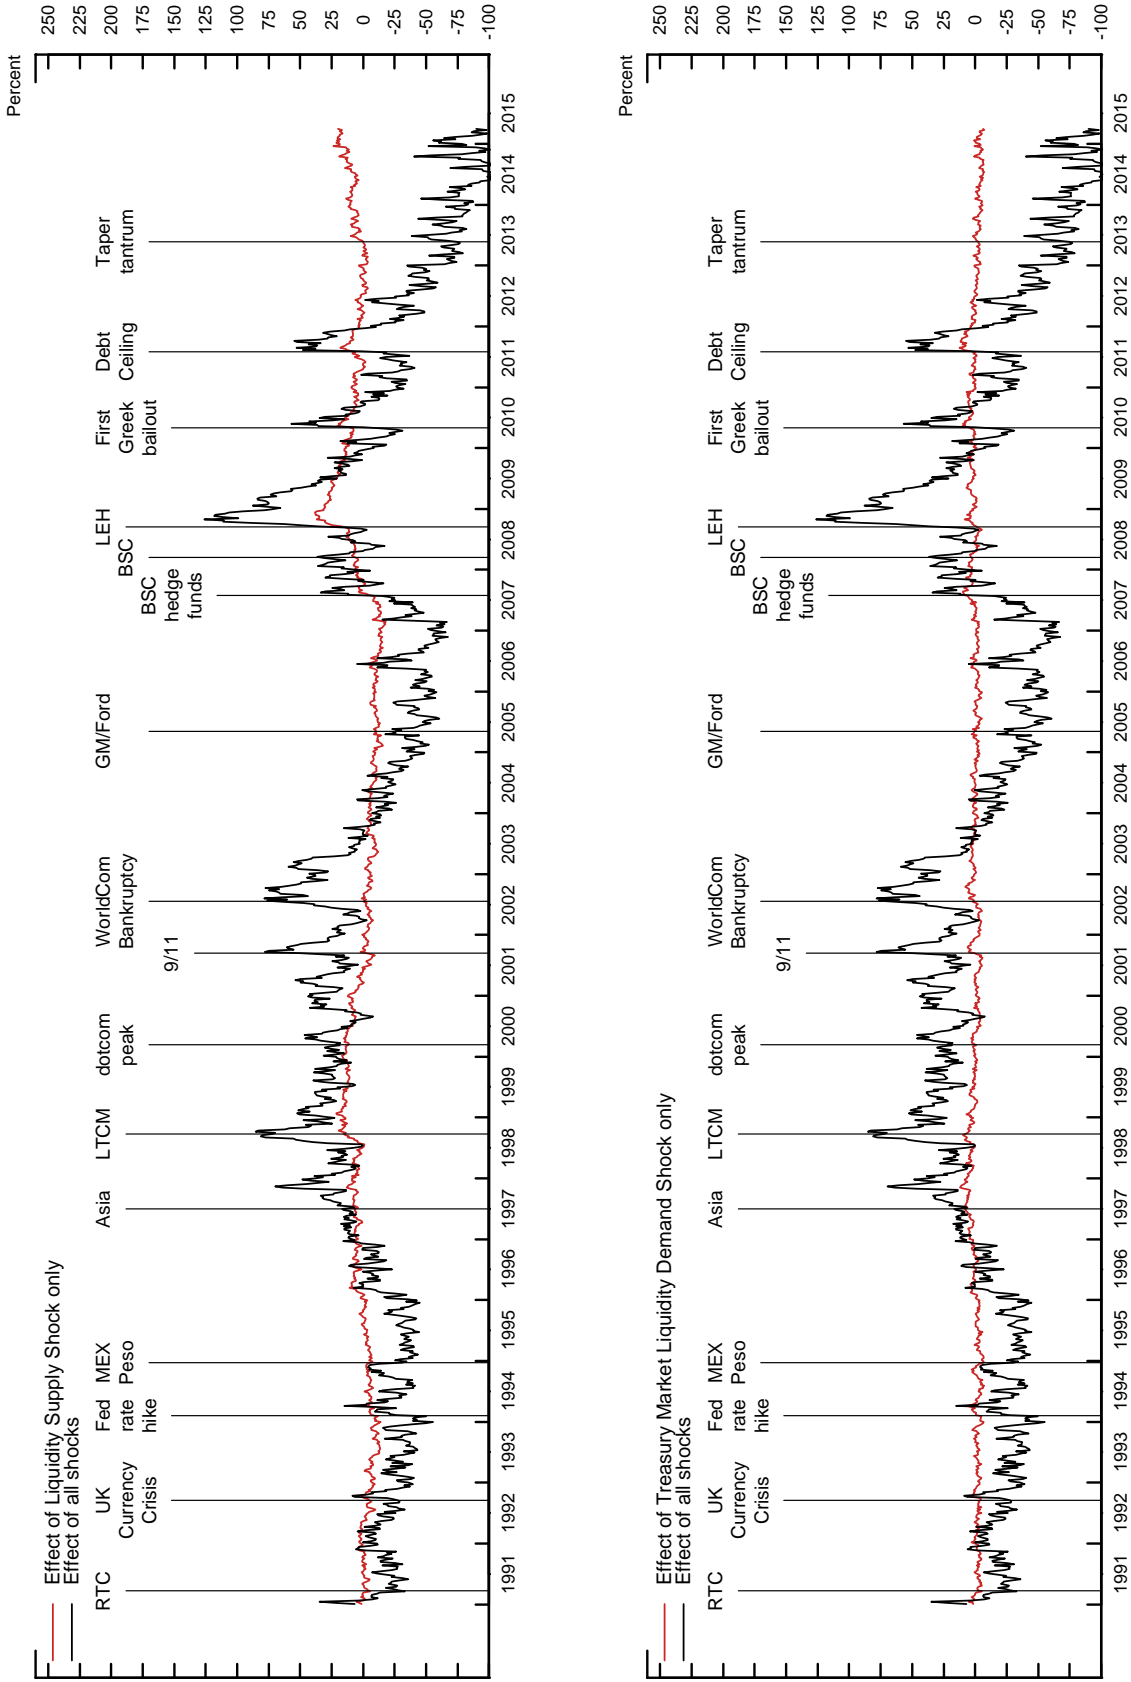 Percent
Effect of Liquidity Supply Shock only
Effect of all shocks
RTC
UK
Currency
Crisis
Fed
rate
hike
MEX
Peso
Asia
LTCM
dotcom
peak
9/11
WorldCom
Bankruptcy
GM/Ford
BSC
hedge
funds
BSC
LEH
First
Greek
bailout
Debt
Ceiling
Taper
tantrum
250
225
200
175
150
125
100
75
50
25
0
-25
-50
-75
-100
1991
1992
1993
1994
1995
1996
1997
1998
1999
2000
2001
2002
2003
2004
2005
2006
2007
2008
2009
2010
2011
2012
2013
2014
2015
Percent
Effect of Treasury Market Liquidity Demand Shock only
Effect of all shocks
RTC
UK
Currency
Crisis
Fed
rate
hike
MEX
Peso
Asia
LTCM
dotcom
peak
9/11
WorldCom
Bankruptcy
GM/Ford
BSC
hedge
funds
BSC
LEH
First
Greek
bailout
Debt
Ceiling
Taper
tantrum
250
225
200
175
150
125
100
75
50
25
0
-25
-50
-75
-100
1991
1992
1993
1994
1995
1996
1997
1998
1999
2000
2001
2002
2003
2004
2005
2006
2007
2008
2009
2010
2011
2012
2013
2014
2015